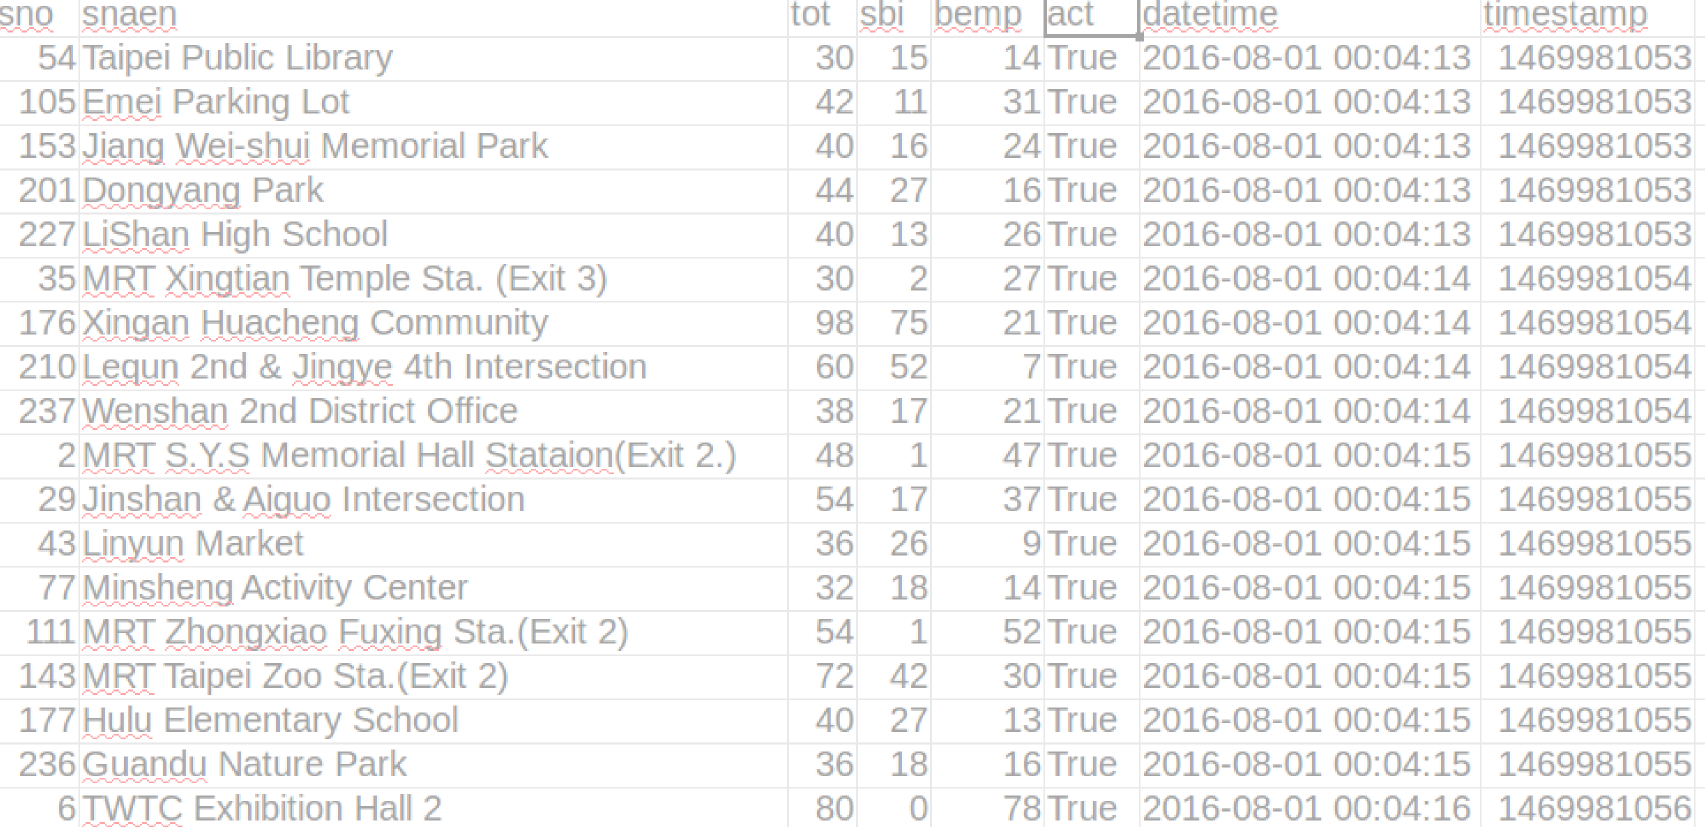 sno snaen tot sbi bemp act datetime timestamp
54 Taipei Public Library 30 15 14 True 2016-08-01 00:04:13 1469981053
105 Emei Parking Lot 42 11 31 True 2016-08-01 00:04:13 1469981053
153 Jiang Wei-shui Memorial Park 40 16 24 True 2016-08-01 00:04:13 1469981053
201 Dongyang Park 44 27 16 True 2016-08-01 00:04:13 1469981053
227 LiShan High School 40 13 26 True 2016-08-01 00:04:13 1469981053
35 MRT Xingtian Temple Sta. (Exit 3) 30 2 27 True 2016-08-01 00:04:14 1469981054
176 Xingan Huacheng Community 98 75 21 True 2016-08-01 00:04:14 1469981054
210 Lequn 2nd & Jingye 4th Intersection 60 52 7 True 2016-08-01 00:04:14 1469981054
237 Wenshan 2nd District Office 38 17 21 True 2016-08-01 00:04:14 1469981054
2 MRT S.Y.S Memorial Hall Stataion(Exit 2.) 48 1 47 True 2016-08-01 00:04:15 1469981055
29 Jinshan & Aiguo Intersection 54 17 37 True 2016-08-01 00:04:15 1469981055
43 Linyun Market 36 26 9 True 2016-08-01 00:04:15 1469981055
77 Minsheng Activity Center 32 18 14 True 2016-08-01 00:04:15 1469981055
111 MRT Zhongxiao Fuxing Sta.(Exit 2) 54 1 52 True 2016-08-01 00:04:15 1469981055
143 MRT Taipei Zoo Sta.(Exit 2) 72 42 30 True 2016-08-01 00:04:15 1469981055
177 Hulu Elementary School 40 27 13 True 2016-08-01 00:04:15 1469981055
236 Guandu Nature Park 36 18 16 True 2016-08-01 00:04:15 1469981055
6 TWTC Exhibition Hall 2 80 0 78 True 2016-08-01 00:04:16 1469981056